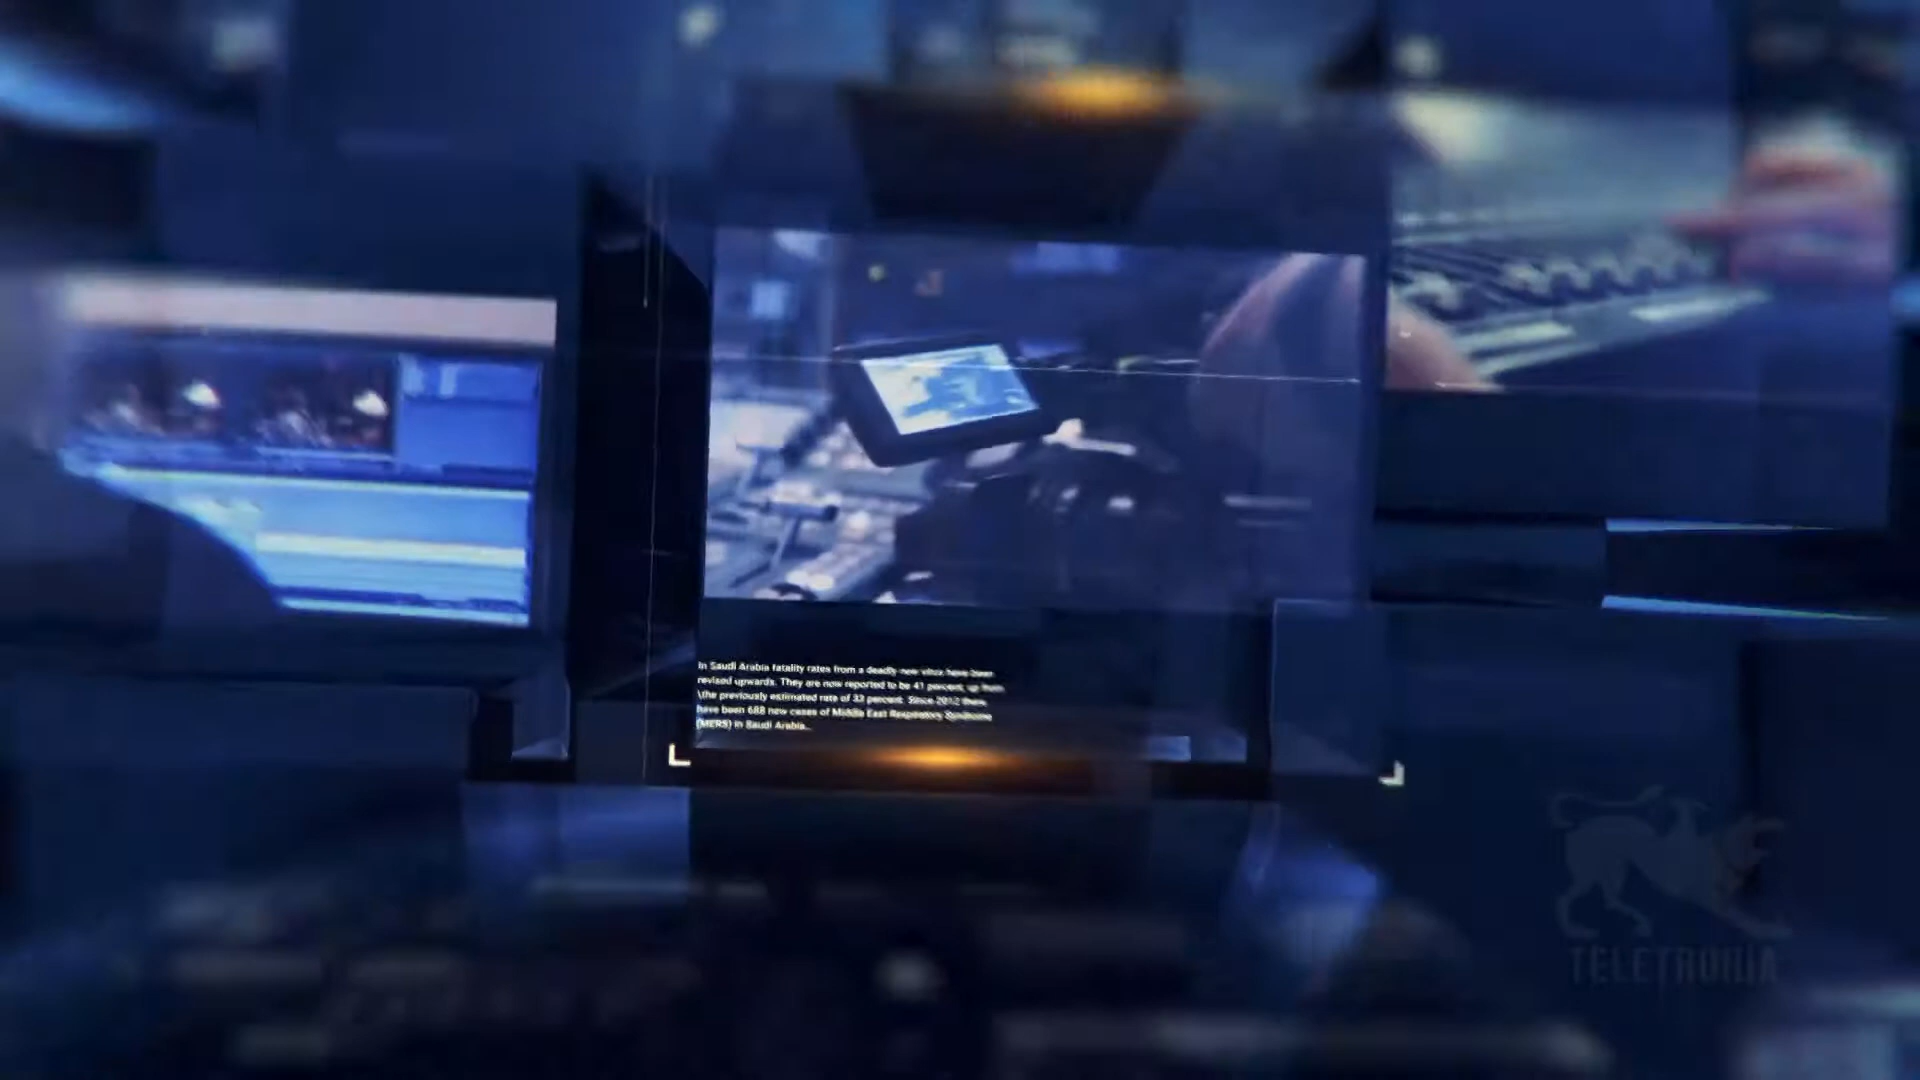 In Saudi Arabia fatality rates from a deadly new virus have been
revised upwards. They are now reported to be 41 percent, up from
\the previously estimated rate of 33 percent. Since 2012 there
have been 688 new cases of Middle East Respiratory Syndrome
(MERS) in Saudi Arabia...
TELETRURIA